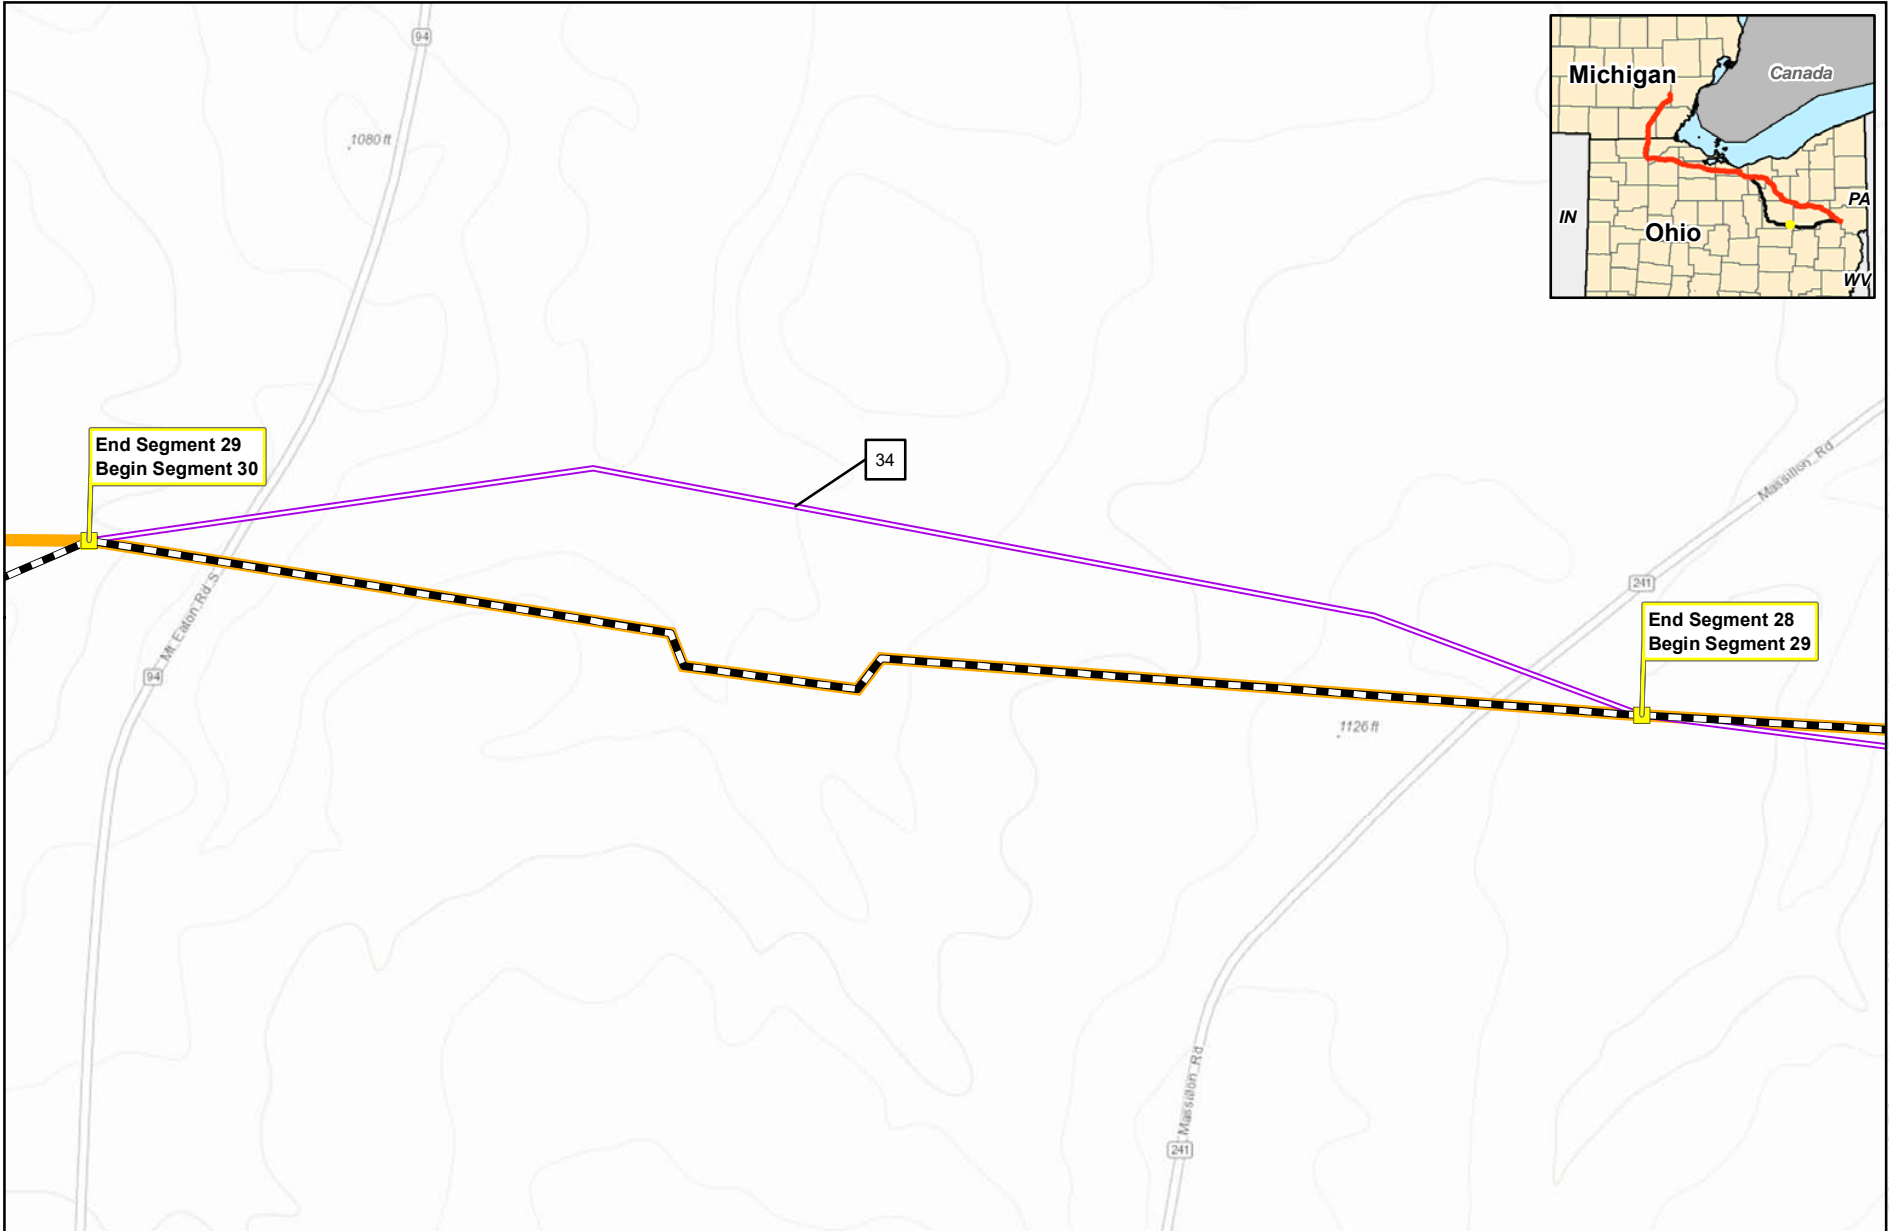 94
1080 ft
Michigan
Canada
IN
Ohio
PA
WV
End Segment 29
Begin Segment 30
34
Massillon Rd
241
End Segment 28
Begin Segment 29
Mt Eaton Rd S
94
1126 ft
Massillon Rd
241